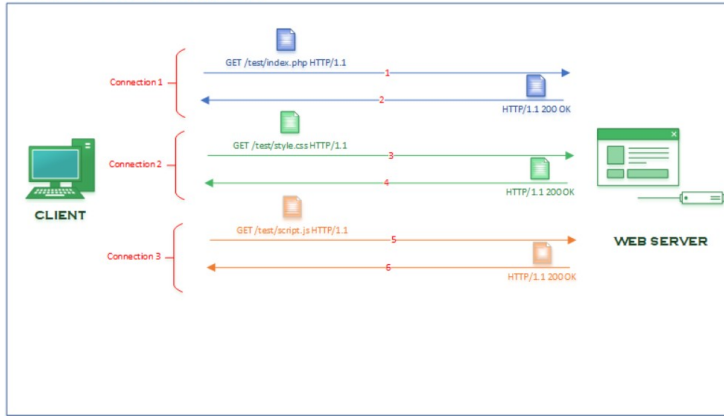 GET /test/index.php HTTP/1.1
1
Connection 1
2
HTTP/1.1 200 OK
GET /test/style.css HTTP/1.1
3
Connection 2
4
HTTP/1.1 200 OK
CLIENT
GET /test/script.js HTTP/1.1
5
WEB SERVER
Connection 3
6
HTTP/1.1 200 OK